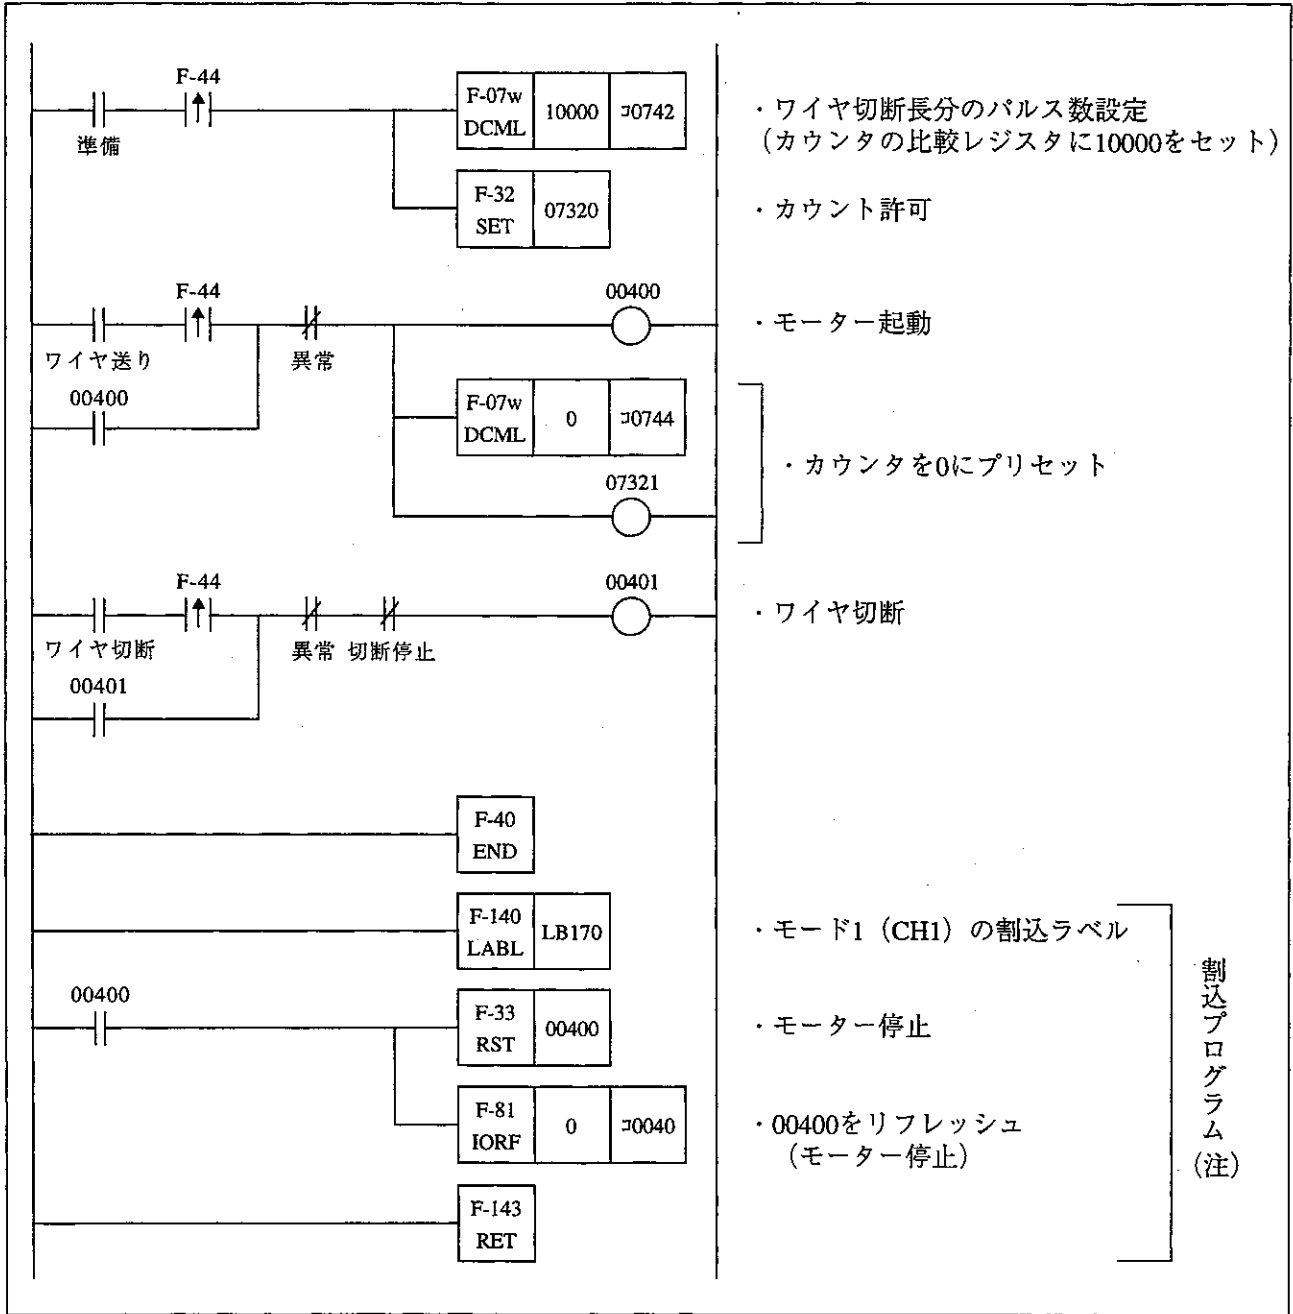 F-44
準備
F-07w
DCML
10000
コ0742
・ワイヤ切断長分のパルス数設定
(カウンタの比較レジスタに10000をセット)
F-32
SET
07320
・カウント許可
F-44
ワイヤ送り
異常
00400
・モーター起動
00400
F-07w
DCML
0
コ0744
・カウンタを0にプリセット
07321
F-44
ワイヤ切断
異常 切断停止
00401
・ワイヤ切断
00401
F-40
END
F-140
LABL
LB170
・モード1(CH1)の割込ラベル
00400
F-33
RST
00400
・モーター停止
F-81
IORF
0
コ0040
・00400をリフレッシュ
(モーター停止)
F-143
RET
割込プログラム(注)